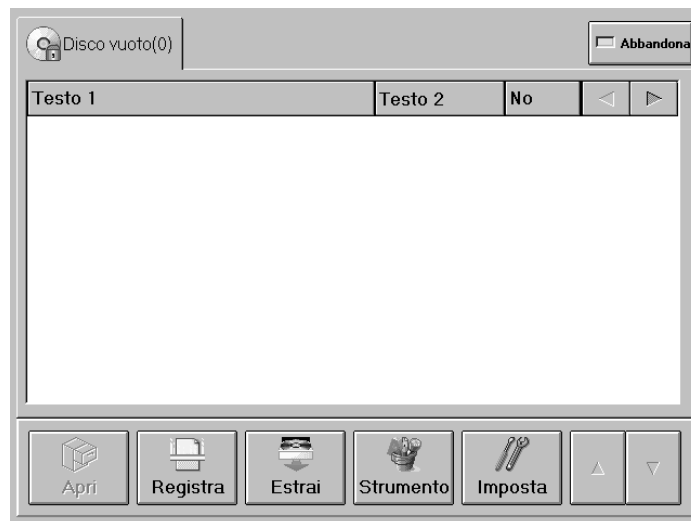 Disco vuoto(0)
Abbandona
Testo 1 Testo 2 No
Apri Registra Estrai Strumento Imposta